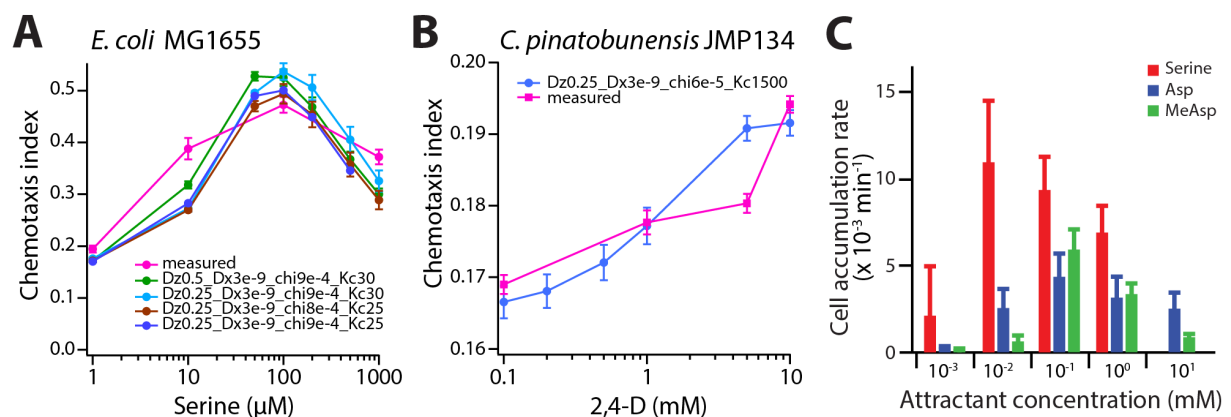 A
E. coli MG1655
Chemotaxis index
0.5
0.4
0.3
0.2
0.1
0.0
measured
Dz0.5_Dx3e-9_chi9e-4_Kc30
Dz0.25_Dx3e-9_chi9e-4_Kc30
Dz0.25_Dx3e-9_chi8e-4_Kc25
Dz0.25_Dx3e-9_chi9e-4_Kc25
1 10 100 1000
Serine (μM)
B
C. pinatobunensis JMP134
Chemotaxis index
0.20
0.19
0.18
0.17
0.16
Dz0.25_Dx3e-9_chi6e-5_Kc1500
measured
0.1 1 10
2,4-D (mM)
C
Cell accumulation rate
(x 10⁻³ min⁻¹)
15
10
5
0
Serine
Asp
MeAsp
10⁻³ 10⁻² 10⁻¹ 10⁰ 10¹
Attractant concentration (mM)